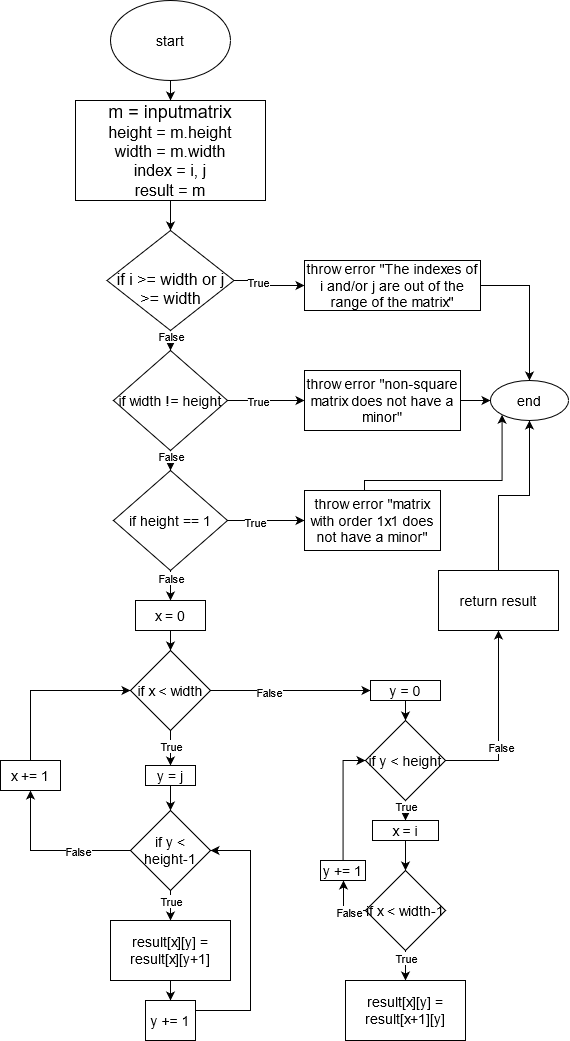 start
m = inputmatrix
height = m.height
width = m.width
index = i, j
result = m
if i >= width or j
>= width
True
throw error "The indexes of
i and/or j are out of the
range of the matrix"
False
if width != height
True
throw error "non-square
matrix does not have a
minor"
end
False
if height == 1
True
throw error "matrix
with order 1x1 does
not have a minor"
False
x = 0
return result
if x < width
False
y = 0
True
False
x += 1
y = j
if y < height
True
if y <
height-1
False
x = i
y += 1
True
False
if x < width-1
result[x][y] =
result[x][y+1]
True
y += 1
result[x][y] =
result[x+1][y]